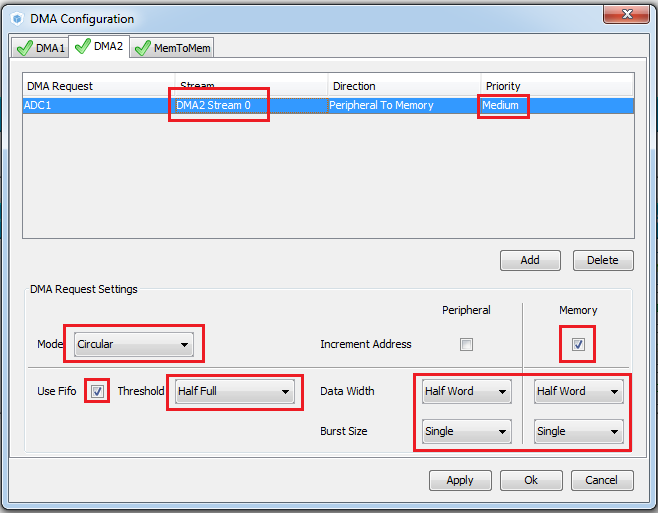 DMA Configuration
DMA1 DMA2 MemToMem
DMA Request Stream Direction Priority
ADC1 DMA2 Stream 0 Peripheral To Memory Medium
Add Delete
DMA Request Settings
Peripheral Memory
Mode Circular Increment Address
Use Fifo Threshold Half Full Data Width Half Word Half Word
Burst Size Single Single
Apply Ok Cancel